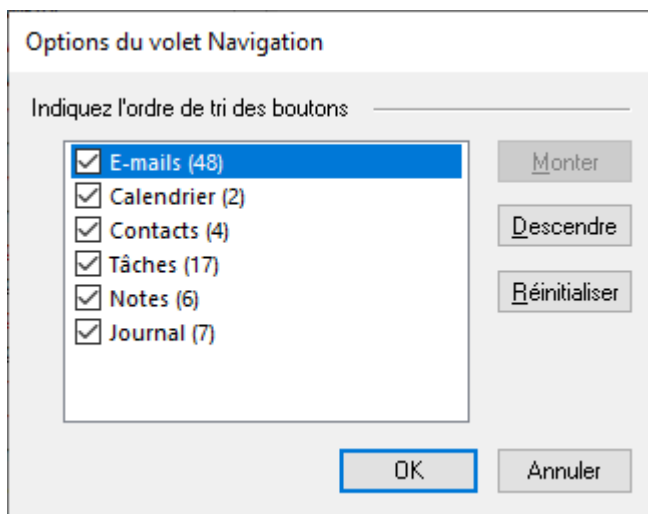 Options du volet Navigation
Indiquez l'ordre de tri des boutons
E-mails (48)
Calendrier (2)
Contacts (4)
Tâches (17)
Notes (6)
Journal (7)
Monter
Descendre
Réinitialiser
OK
Annuler